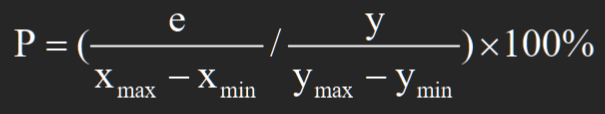 P = (e / (x_max − x_min) / y / (y_max − y_min)) × 100%